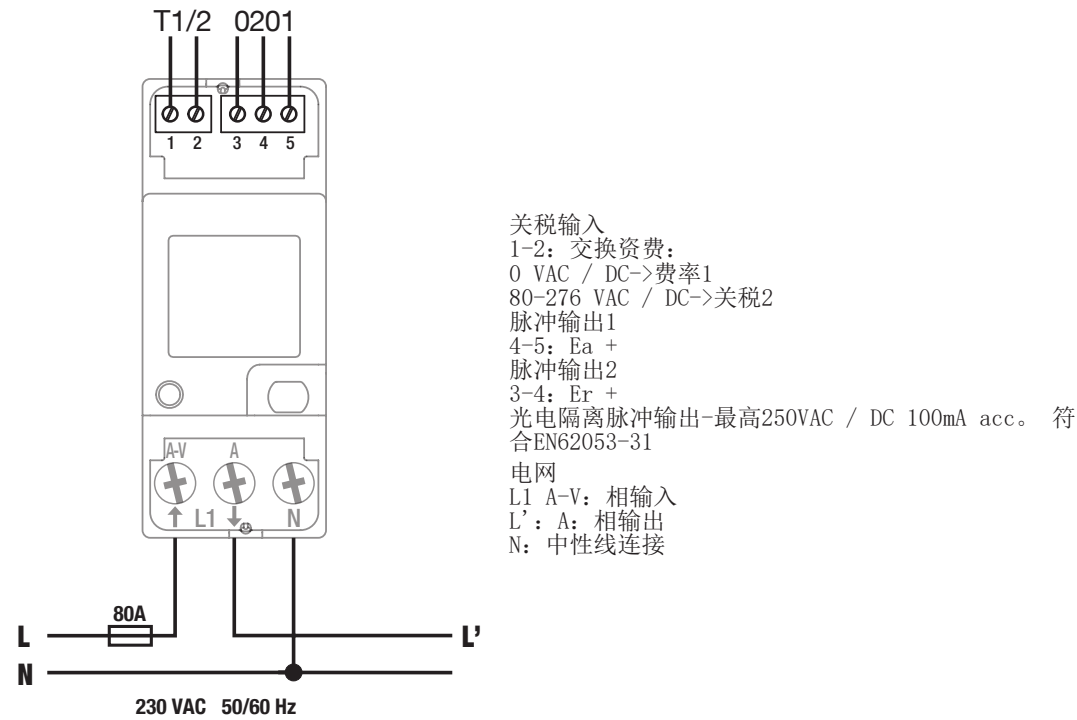 T1/2 0201
1 2 3 4 5
A-V A
L1 N
80A
L L’
N
230 VAC 50/60 Hz
关税输入
1-2: 交换资费:
0 VAC / DC->费率1
80-276 VAC / DC->关税2
脉冲输出1
4-5: Ea +
脉冲输出2
3-4: Er +
光电隔离脉冲输出-最高250VAC / DC 100mA acc。 符
合EN62053-31
电网
L1 A-V: 相输入
L': A: 相输出
N: 中性线连接